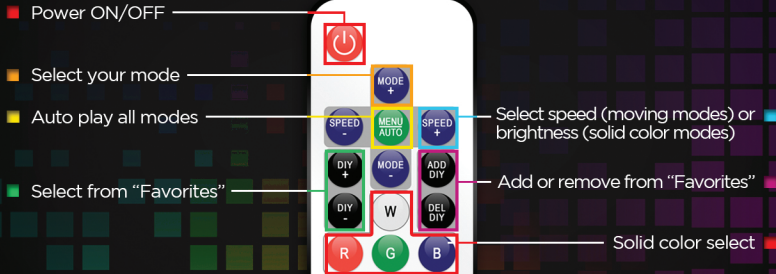 Power ON/OFF
Select your mode
MODE
+
Auto play all modes
SPEED
-
MENU
AUTO
SPEED
+
Select speed (moving modes) or
brightness (solid color modes)
DIY
+
MODE
-
ADD
DIY
Select from “Favorites”
Add or remove from “Favorites”
DIY
-
W
DEL
DIY
Solid color select
R
G
B